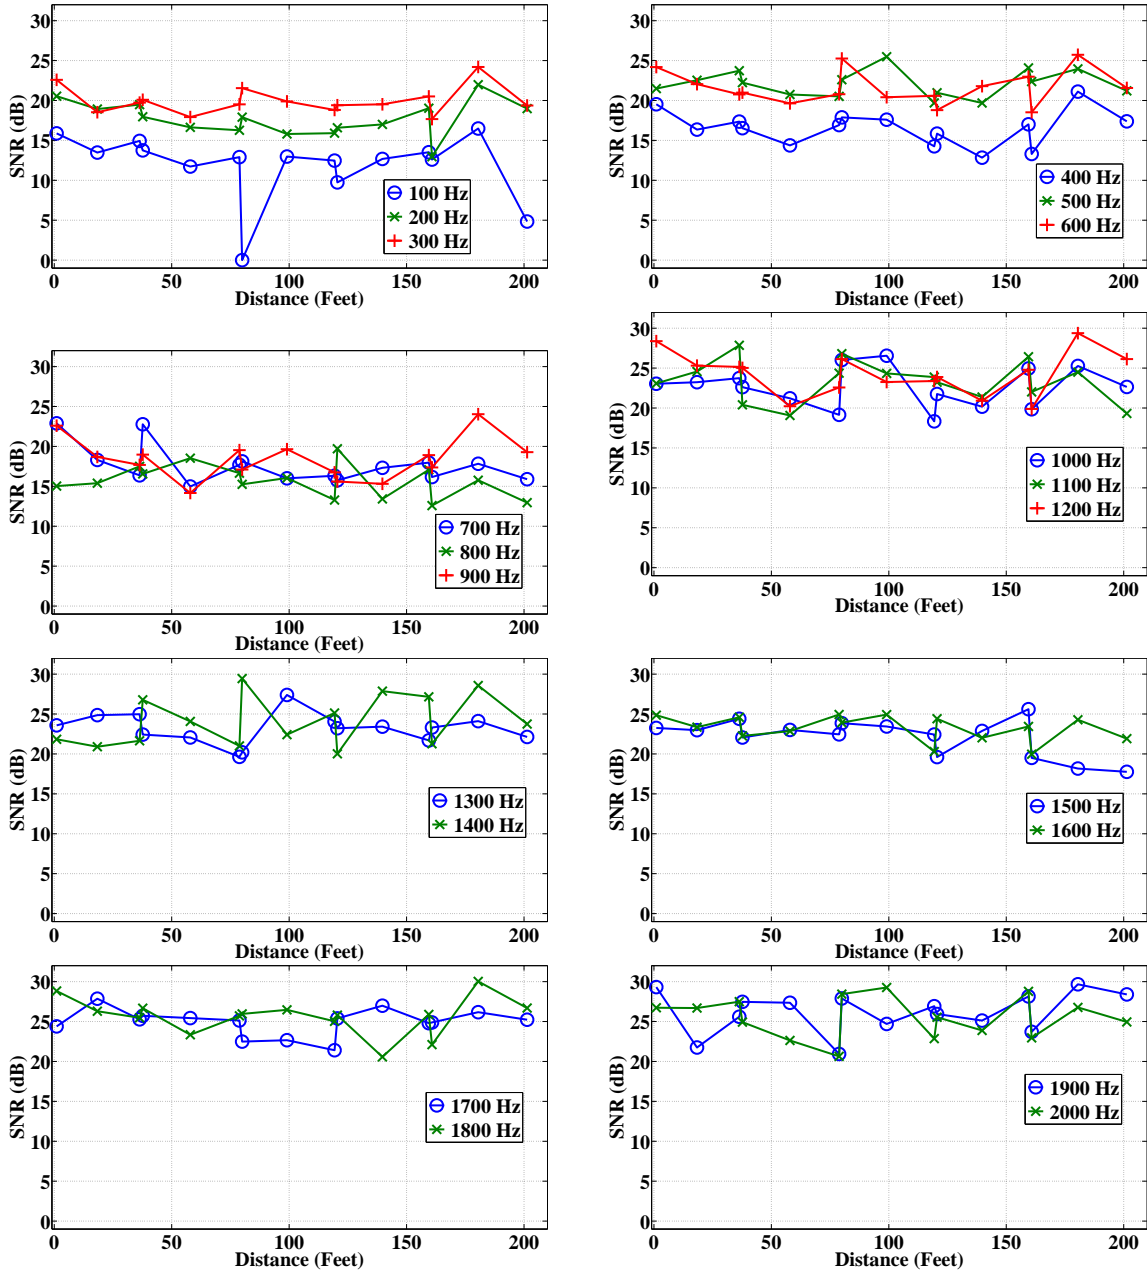 SNR (dB)
30
25
20
15
10
5
0
0 50 100 150 200
Distance (Feet)
100 Hz
200 Hz
300 Hz
SNR (dB)
30
25
20
15
10
5
0
0 50 100 150 200
Distance (Feet)
400 Hz
500 Hz
600 Hz
SNR (dB)
30
25
20
15
10
5
0
0 50 100 150 200
Distance (Feet)
700 Hz
800 Hz
900 Hz
SNR (dB)
30
25
20
15
10
5
0
0 50 100 150 200
Distance (Feet)
1000 Hz
1100 Hz
1200 Hz
SNR (dB)
30
25
20
15
10
5
0
0 50 100 150 200
Distance (Feet)
1300 Hz
1400 Hz
SNR (dB)
30
25
20
15
10
5
0
0 50 100 150 200
Distance (Feet)
1500 Hz
1600 Hz
SNR (dB)
30
25
20
15
10
5
0
0 50 100 150 200
Distance (Feet)
1700 Hz
1800 Hz
SNR (dB)
30
25
20
15
10
5
0
0 50 100 150 200
Distance (Feet)
1900 Hz
2000 Hz